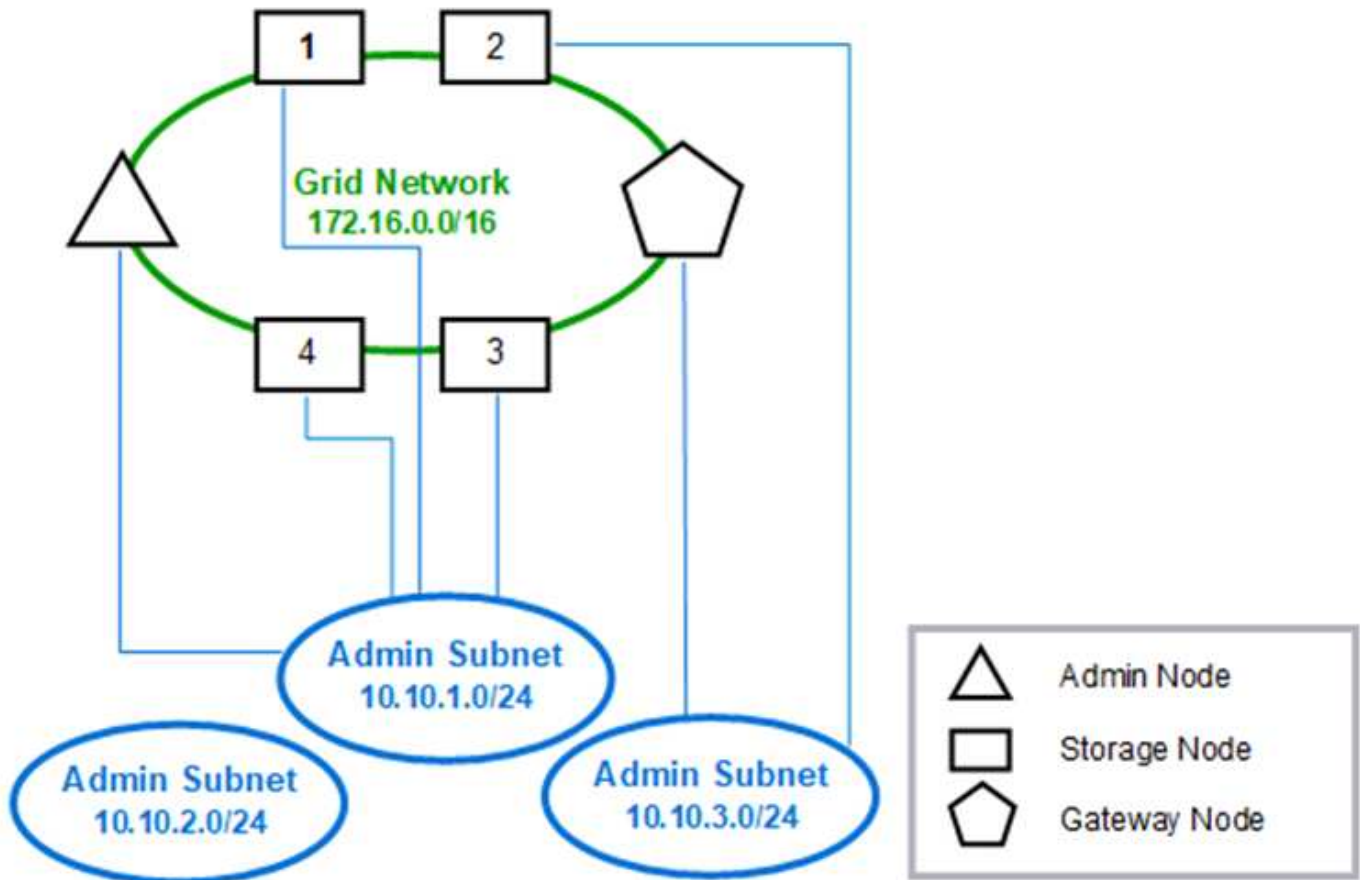 1
2
Grid Network
172.16.0.0/16
4
3
Admin Subnet
10.10.1.0/24
Admin Subnet
10.10.2.0/24
Admin Subnet
10.10.3.0/24
Admin Node
Storage Node
Gateway Node